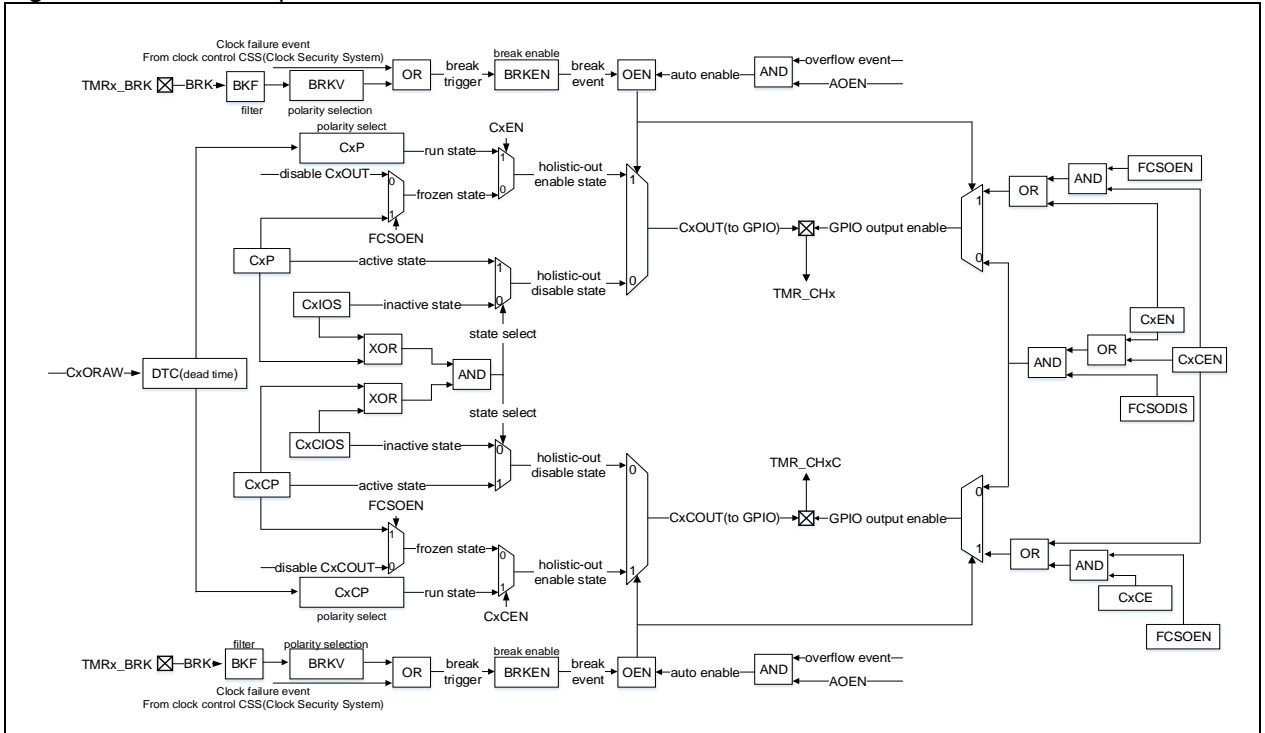 Clock failure event
From clock control CSS(Clock Security System)
TMRx_BRK
BRK
BKF
filter
BRKV
polarity selection
OR
break
trigger
break enable
BRKEN
break
event
OEN
auto enable
AND
overflow event
AOEN
polarity select
CxP
run state
CxEN
1
0
disable CxOUT
0
1
frozen state
FCSOEN
holistic-out
enable state
1
0
CxP
active state
CxIOS
inactive state
1
0
holistic-out
disable state
state select
XOR
AND
XOR
state select
CxORAW
DTC(dead time)
CxOUT(to GPIO)
GPIO output enable
TMR_CHx
1
0
OR
AND
FCSOEN
CxEN
OR
AND
CxCEN
FCSODIS
CxCIOS
inactive state
CxCP
active state
0
1
holistic-out
disable state
FCSOEN
1
0
frozen state
disable CxCOUT
CxCP
polarity select
run state
0
1
CxCEN
holistic-out
enable state
0
1
TMR_CHxC
CxCOUT(to GPIO)
GPIO output enable
0
1
OR
AND
CxCE
FCSOEN
TMRx_BRK
BRK
filter
BKF
polarity selection
BRKV
Clock failure event
From clock control CSS(Clock Security System)
OR
break
trigger
break enable
BRKEN
break
event
OEN
auto enable
AND
overflow event
AOEN